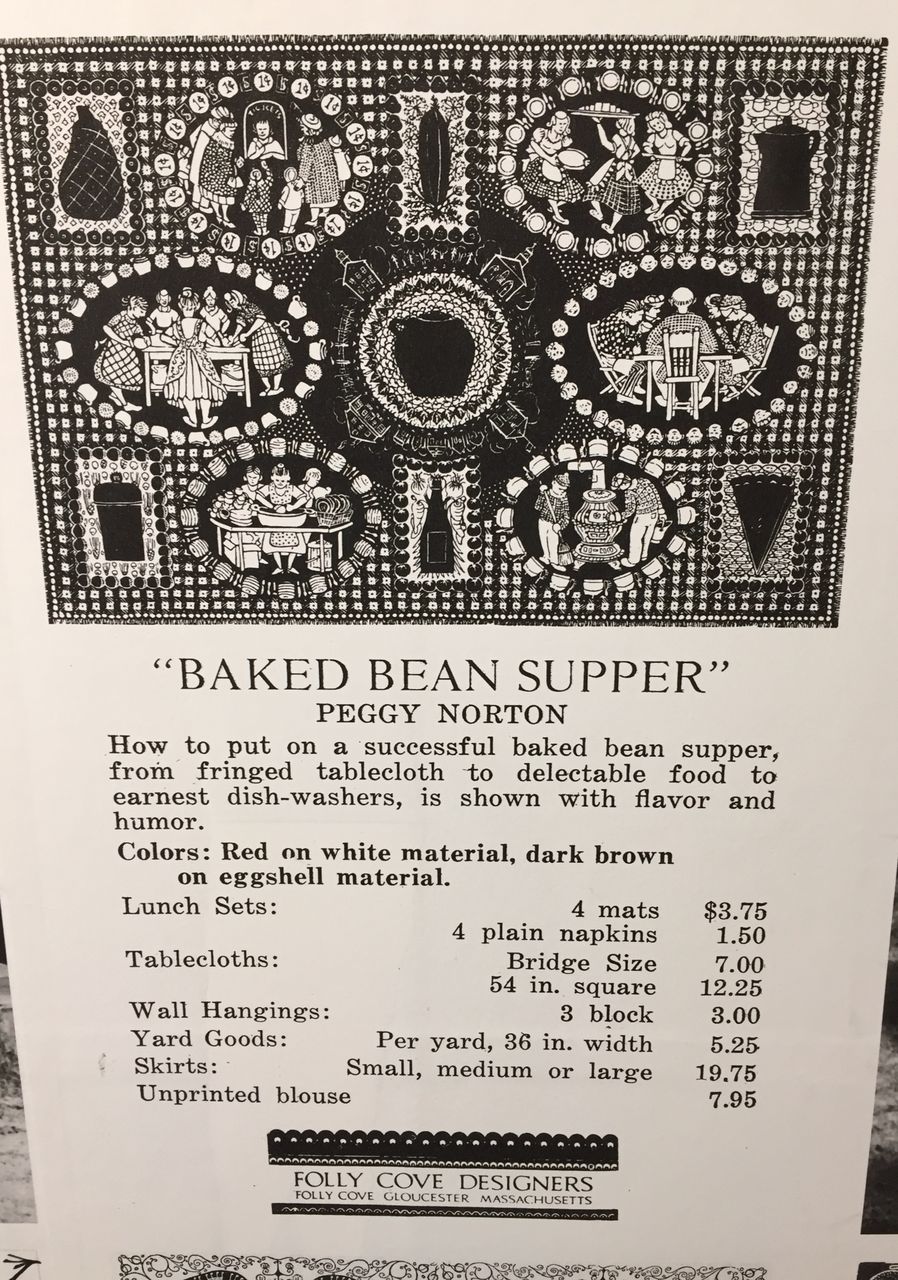 "BAKED BEAN SUPPER"
PEGGY NORTON
How to put on a successful baked bean supper,
from fringed tablecloth to delectable food to
earnest dish-washers, is shown with flavor and
humor.
Colors: Red on white material, dark brown
on eggshell material.
Lunch Sets: 4 mats $3.75
4 plain napkins 1.50
Tablecloths: Bridge Size 7.00
54 in. square 12.25
Wall Hangings: 3 block 3.00
Yard Goods: Per yard, 36 in. width 5.25
Skirts: Small, medium or large 19.75
Unprinted blouse 7.95
FOLLY COVE DESIGNERS
FOLLY COVE GLOUCESTER MASSACHUSETTS